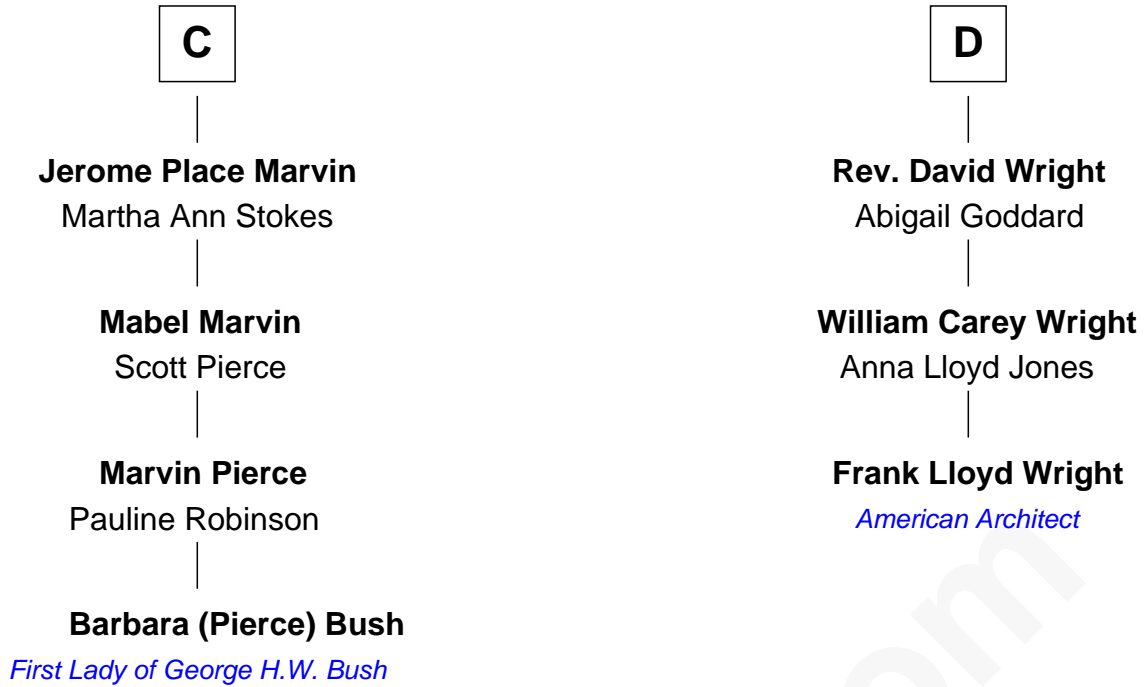 C
Jerome Place Marvin
Martha Ann Stokes
Mabel Marvin
Scott Pierce
Marvin Pierce
Pauline Robinson
Barbara (Pierce) Bush
First Lady of George H.W. Bush
D
Rev. David Wright
Abigail Goddard
William Carey Wright
Anna Lloyd Jones
Frank Lloyd Wright
American Architect
om